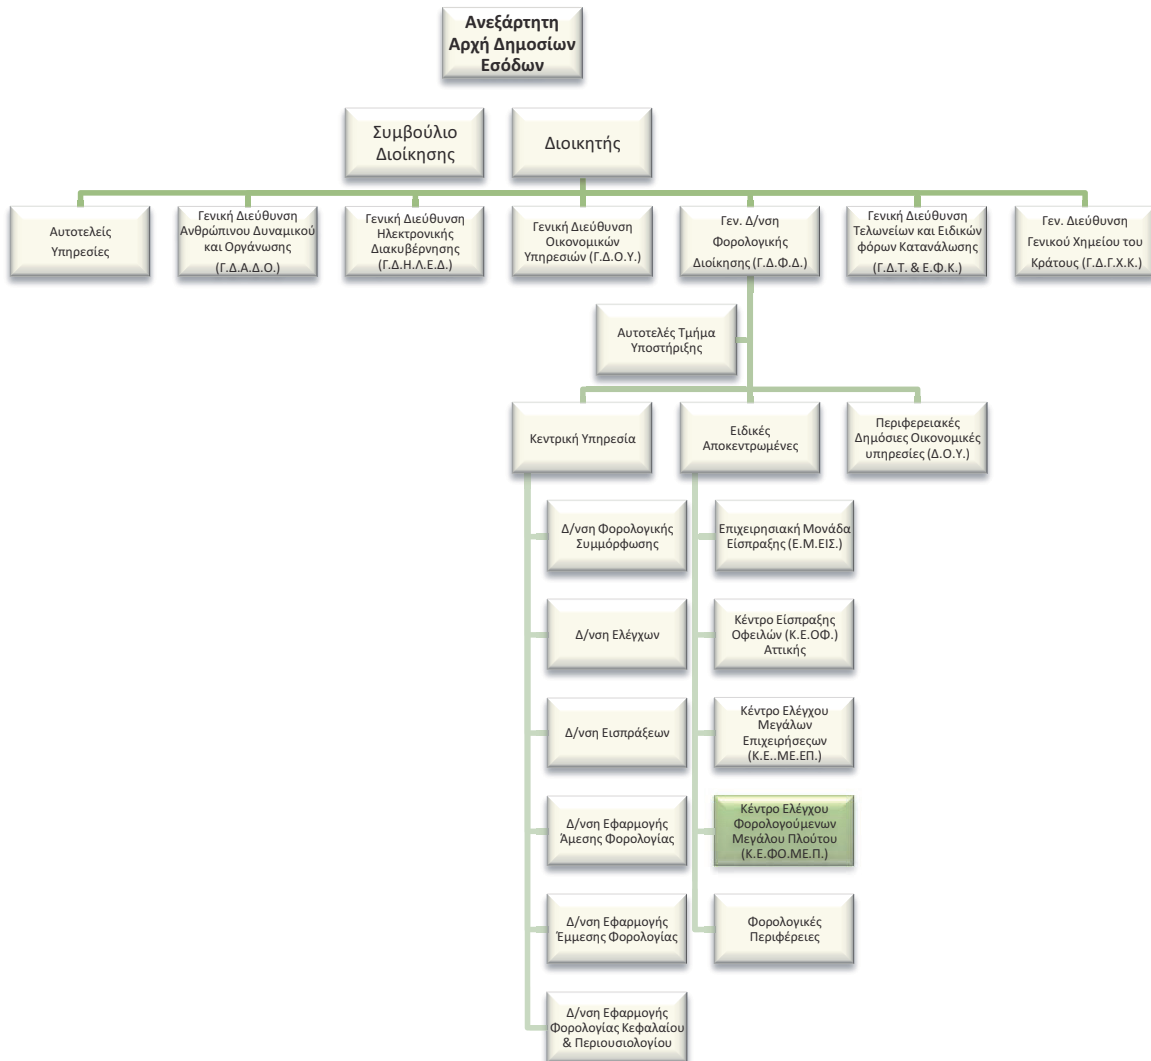 Ανεξάρτητη
Αρχή Δημοσίων
Εσόδων
Συμβούλιο
Διοίκησης
Διοικητής
Αυτοτελείς
Υπηρεσίες
Γενική Διεύθυνση
Ανθρώπινου Δυναμικού
και Οργάνωσης
(Γ.Δ.Α.Δ.Ο.)
Γενική Διεύθυνση
Ηλεκτρονικής
Διακυβέρνησης
(Γ.Δ.Η.Λ.Ε.Δ.)
Γενική Διεύθυνση
Οικονομικών
Υπηρεσιών (Γ.Δ.Ο.Υ.)
Γεν. Δ/νση
Φορολογικής
Διοίκησης (Γ.Δ.Φ.Δ.)
Γενική Διεύθυνση
Τελωνείων και Ειδικών
φόρων Κατανάλωσης
(Γ.Δ.Τ. & Ε.Φ.Κ.)
Γεν. Διεύθυνση
Γενικού Χημείου του
Κράτους (Γ.Δ.Γ.Χ.Κ.)
Αυτοτελές Τμήμα
Υποστήριξης
Κεντρική Υπηρεσία
Ειδικές
Αποκεντρωμένες
Περιφερειακές
Δημόσιες Οικονομικές
υπηρεσίες (Δ.Ο.Υ.)
Δ/νση Φορολογικής
Συμμόρφωσης
Δ/νση Ελέγχων
Δ/νση Εισπράξεων
Δ/νση Εφαρμογής
Άμεσης Φορολογίας
Δ/νση Εφαρμογής
Έμμεσης Φορολογίας
Δ/νση Εφαρμογής
Φορολογίας Κεφαλαίου
& Περιουσιολογίου
Επιχειρησιακή Μονάδα
Είσπραξης (Ε.Μ.ΕΙΣ.)
Κέντρο Είσπραξης
Οφειλών (Κ.Ε.ΟΦ.)
Αττικής
Κέντρο Ελέγχου
Μεγάλων
Επιχειρήσεςων
(Κ.Ε..ΜΕ.ΕΠ.)
Κέντρο Ελέγχου
Φορολογούμενων
Μεγάλου Πλούτου
(Κ.Ε.ΦΟ.ΜΕ.Π.)
Φορολογικές
Περιφέρειες